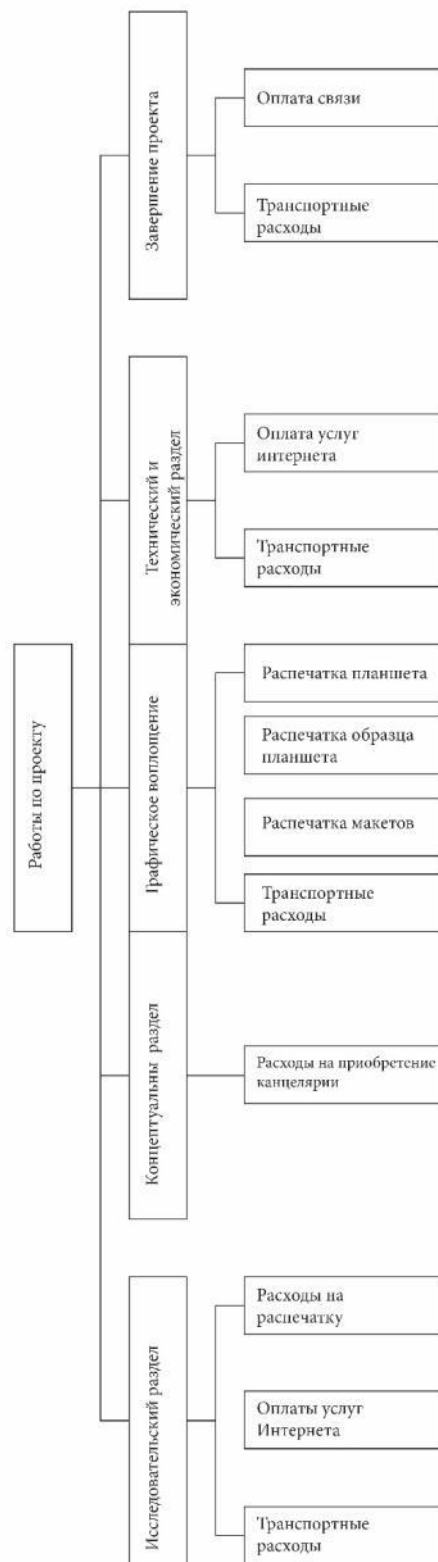 Работы по проекту
Завершение проекта
Оплата связи
Транспортные
расходы
Технический и
экономический раздел
Оплата услуг
интернета
Транспортные
расходы
Графическое воплощение
Распечатка планшета
Распечатка образца
планшета
Распечатка макетов
Транспортные
расходы
Концептуальны раздел
Расходы на приобретение
канцелярии
Исследовательский раздел
Расходы на
распечатку
Оплаты услуг
Интернета
Транспортные
расходы